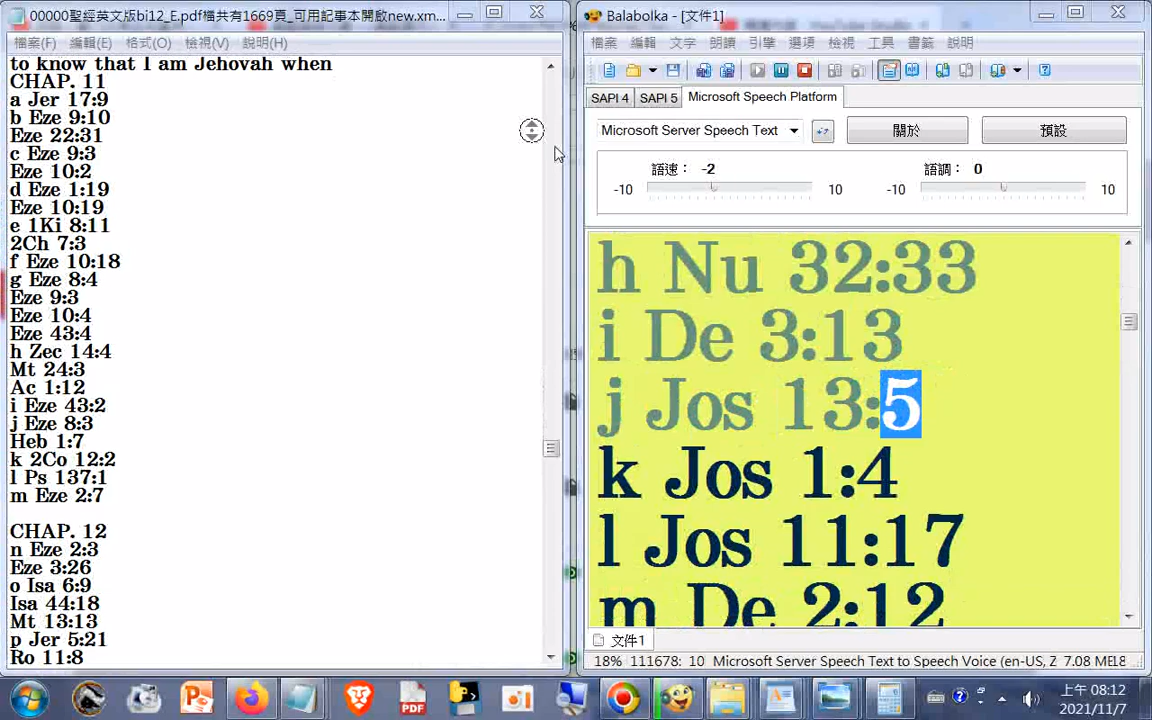 00000聖經英文版bi12_E.pdf檔共有1669頁_可用記事本開啟new.xm...
檔案(F) 編輯(E) 格式(O) 檢視(V) 說明(H)
to know that I am Jehovah when
CHAP. 11
a Jer 17:9
b Eze 9:10
Eze 22:31
c Eze 9:3
Eze 10:2
d Eze 1:19
Eze 10:19
e 1Ki 8:11
2Ch 7:3
f Eze 10:18
g Eze 8:4
Eze 9:3
Eze 10:4
Eze 43:4
h Zec 14:4
Mt 24:3
Ac 1:12
i Eze 43:2
j Eze 8:3
Heb 1:7
k 2Co 12:2
l Ps 137:1
m Eze 2:7
CHAP. 12
n Eze 2:3
Eze 3:26
o Isa 6:9
Isa 44:18
Mt 13:13
p Jer 5:21
Ro 11:8
Balabolka - [文件1]
檔案 編輯 文字 朗讀 引擎 選項 檢視 工具 書籤 說明
SAPI 4 SAPI 5 Microsoft Speech Platform
Microsoft Server Speech Text 關於 預設
語速： -2 語調： 0
-10 10 -10 10
h Nu 32:33
i De 3:13
j Jos 13:5
k Jos 1:4
l Jos 11:17
m De 2:12
文件1
18% 111678: 10 Microsoft Server Speech Text to Speech Voice (en-US, Z 7.08 MEL8
PDF
上午 08:12
2021/11/7